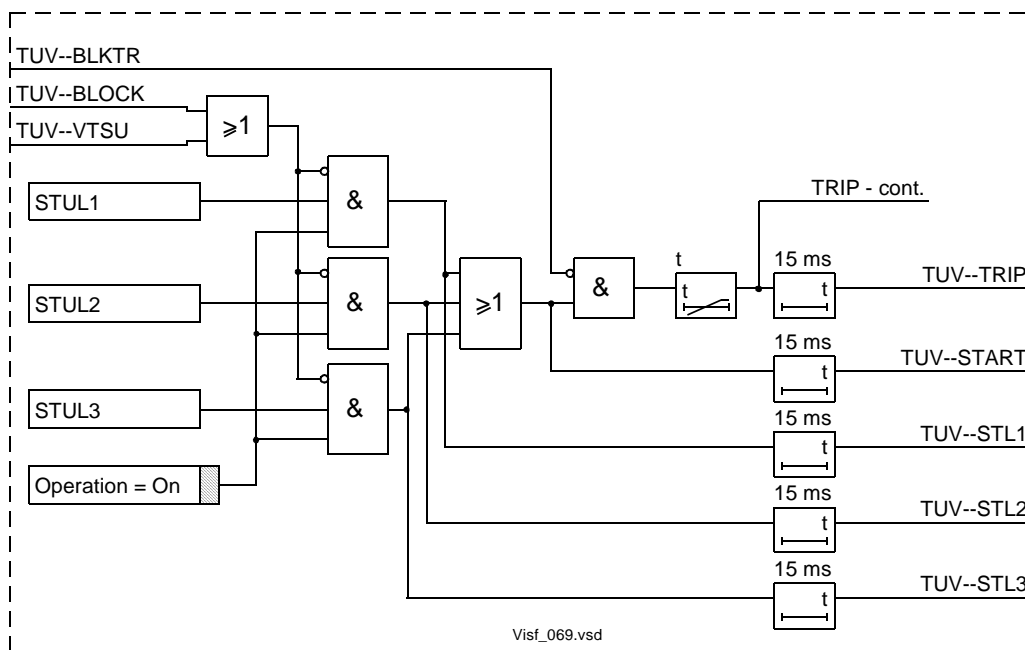 TUV--BLKTR
TUV--BLOCK
TUV--VTSU
≥1
STUL1
&
TRIP - cont.
t
15 ms
TUV--TRIP
STUL2
&
≥1
&
t
t
15 ms
TUV--START
t
STUL3
&
15 ms
TUV--STL1
t
Operation = On
15 ms
TUV--STL2
t
15 ms
TUV--STL3
t
Visf_069.vsd